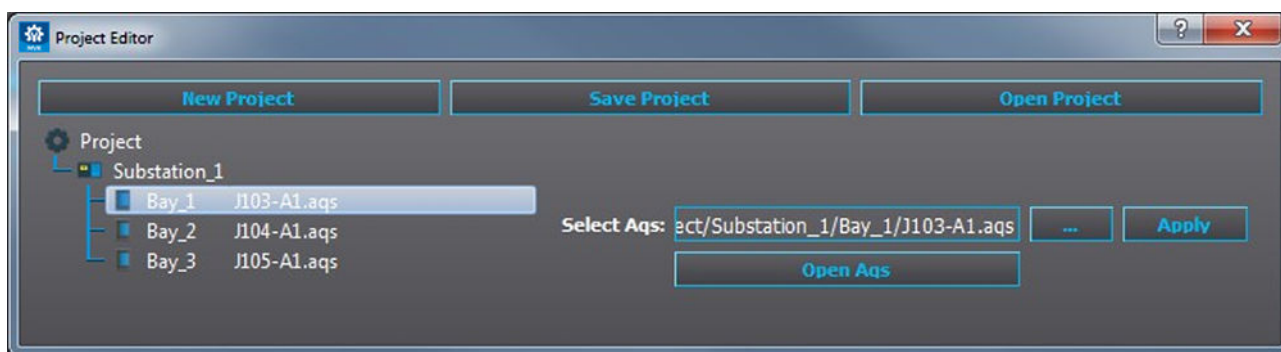 Project Editor
New Project Save Project Open Project
Project
Substation_1
Bay_1 J103-A1.aqs
Bay_2 J104-A1.aqs
Bay_3 J105-A1.aqs
Select Aqs: ect/Substation_1/Bay_1/J103-A1.aqs ... Apply
Open Aqs